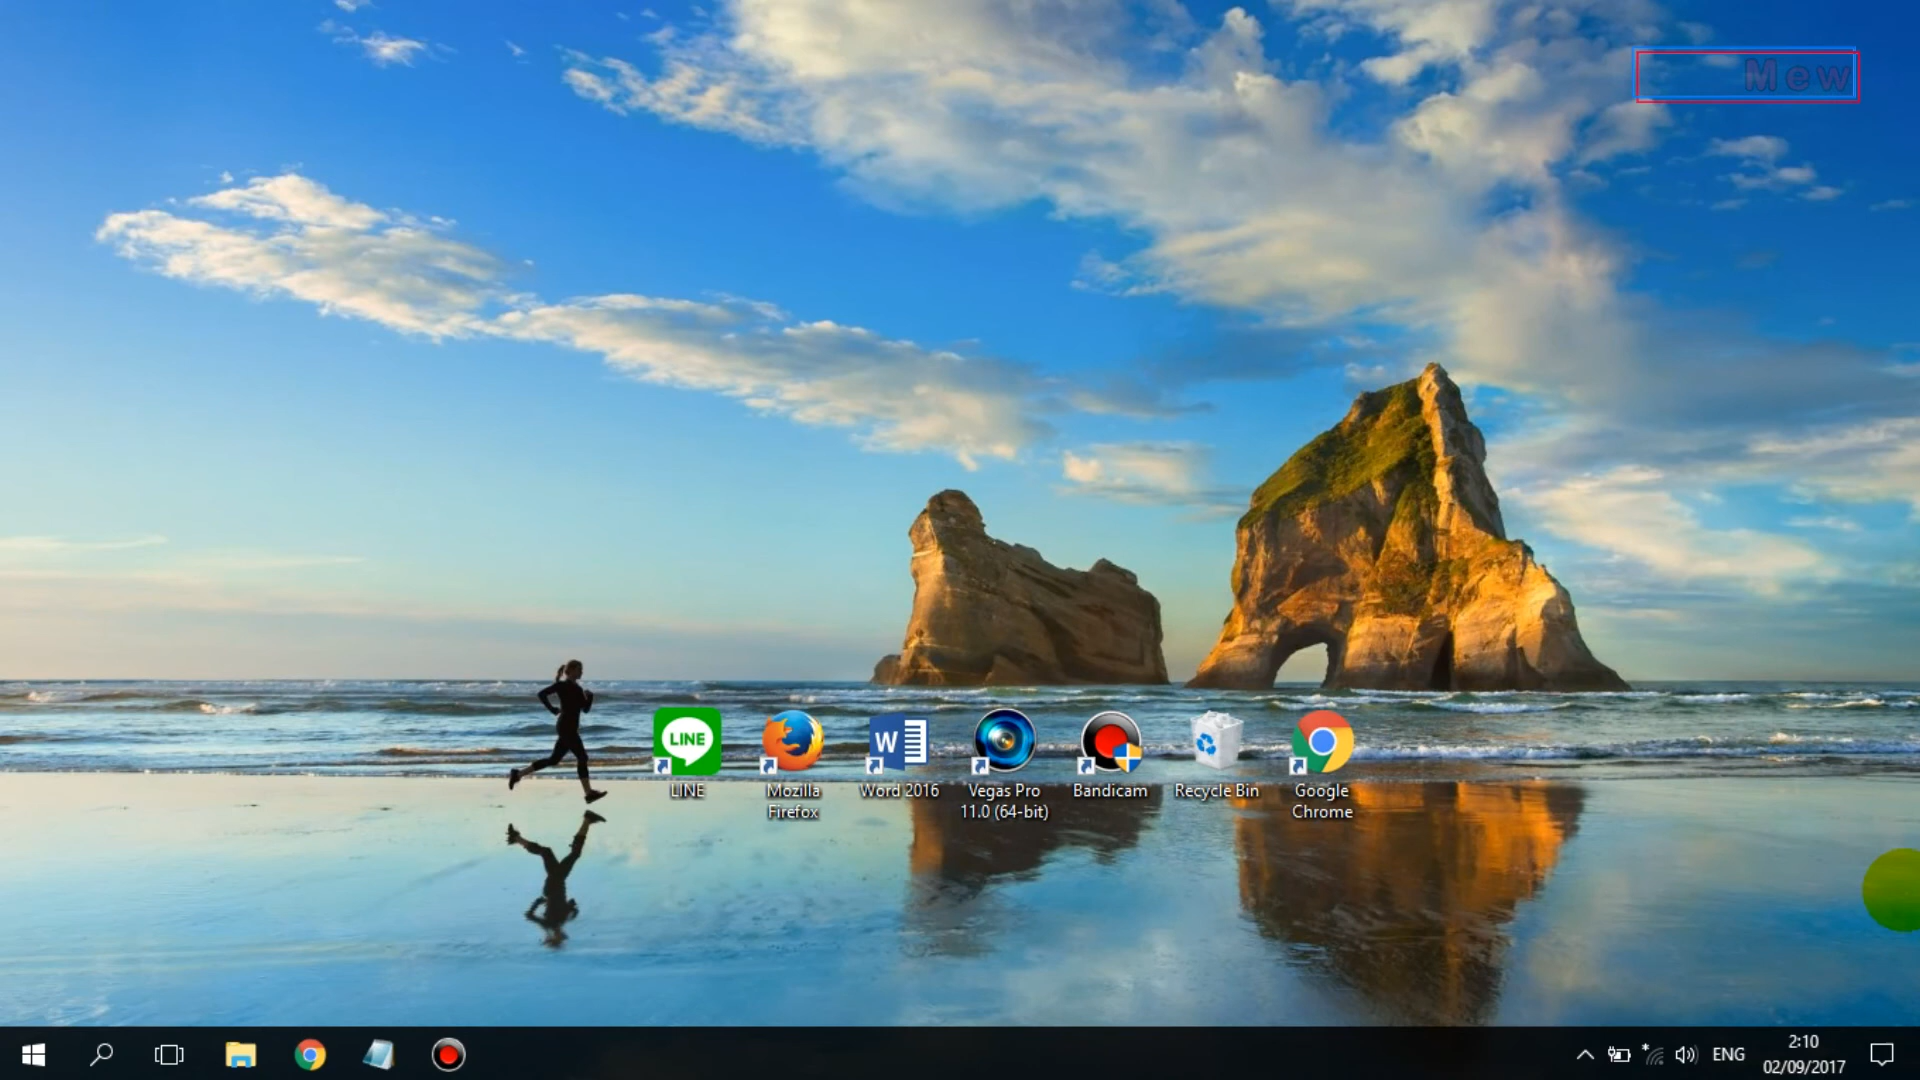 Mew
LINE
LINE
Mozilla
Firefox
W
Word 2016
Vegas Pro
11.0 (64-bit)
Bandicam
Recycle Bin
Google
Chrome
ENG
2:10
02/09/2017